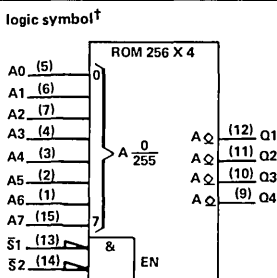 logic symbol†
ROM 256 X 4
A0 (5) 0
A1 (6)
A2 (7)
A3 (4)
A4 (3)
A5 (2)
A6 (1)
A7 (15) 7
A 0/255
A (12) Q1
A (11) Q2
A (10) Q3
A (9) Q4
S̅1 (13) &
S̅2 (14) EN